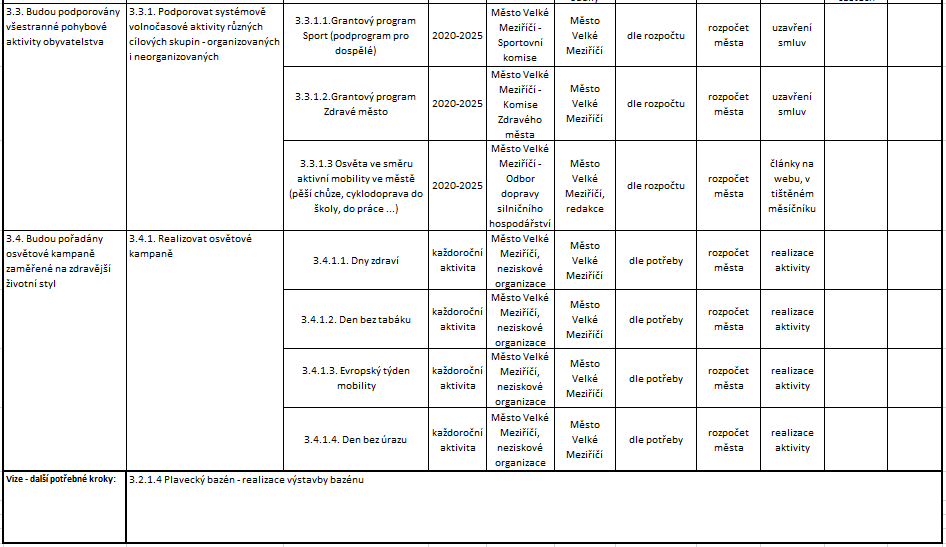 3.3. Budou podporovány
všestranné pohybové
aktivity obyvatelstva
3.3.1. Podporovat systémově
volnočasové aktivity různých
cílových skupin - organizovaných
i neorganizovaných
3.3.1.1.Grantový program
Sport (podprogram pro
dospělé)
2020-2025
Město Velké
Meziříčí -
Sportovní
komise
Město
Velké
Meziříčí
dle rozpočtu
rozpočet
města
uzavření
smluv
3.3.1.2.Grantový program
Zdravé město
2020-2025
Město Velké
Meziříčí -
Komise
Zdravého
města
Město
Velké
Meziříčí
dle rozpočtu
rozpočet
města
uzavření
smluv
3.3.1.3 Osvěta ve směru
aktivní mobility ve městě
(pěší chůze, cyklodoprava do
školy, do práce ...)
2020-2025
Město Velké
Meziříčí -
Odbor
dopravy
silničního
hospodářství
Město
Velké
Meziříčí,
redakce
dle rozpočtu
rozpočet
města
články na
webu, v
tištěném
měsíčníku
3.4. Budou pořádány
osvětové kampaně
zaměřené na zdravější
životní styl
3.4.1. Realizovat osvětové
kampaně
3.4.1.1. Dny zdraví
každoroční
aktivita
Město Velké
Meziříčí,
neziskové
organizace
Město
Velké
Meziříčí
dle potřeby
rozpočet
města
realizace
aktivity
3.4.1.2. Den bez tabáku
každoroční
aktivita
Město Velké
Meziříčí,
neziskové
organizace
Město
Velké
Meziříčí
dle potřeby
rozpočet
města
realizace
aktivity
3.4.1.3. Evropský týden
mobility
každoroční
aktivita
Město Velké
Meziříčí,
neziskové
organizace
Město
Velké
Meziříčí
dle potřeby
rozpočet
města
realizace
aktivity
3.4.1.4. Den bez úrazu
každoroční
aktivita
Město Velké
Meziříčí,
neziskové
organizace
Město
Velké
Meziříčí
dle potřeby
rozpočet
města
realizace
aktivity
Vize - další potřebné kroky:
3.2.1.4 Plavecký bazén - realizace výstavby bazénu